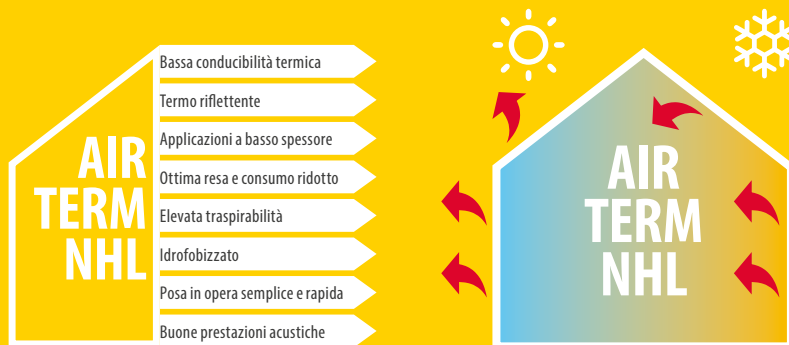 AIR
TERM
NHL
Bassa conducibilità termica
Termo riflettente
Applicazioni a basso spessore
Ottima resa e consumo ridotto
Elevata traspirabilità
Idrofobizzato
Posa in opera semplice e rapida
Buone prestazioni acustiche
AIR
TERM
NHL